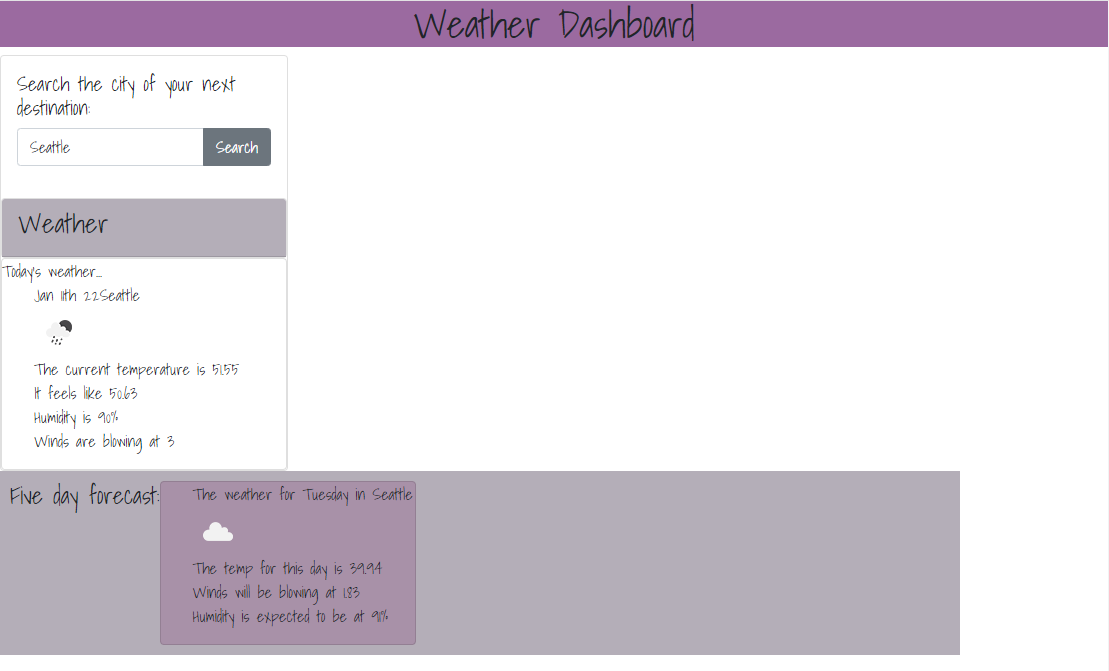 Weather Dashboard
Search the city of your next
destination:
Seattle
Search
Weather
Today's weather...
Jan 11th 22Seattle
The current temperature is 51.55
It feels like 50.63
Humidity is 90%
Winds are blowing at 3
Five day forecast:
The weather for Tuesday in Seattle
The temp for this day is 39.94
Winds will be blowing at 1.83
Humidity is expected to be at 91%